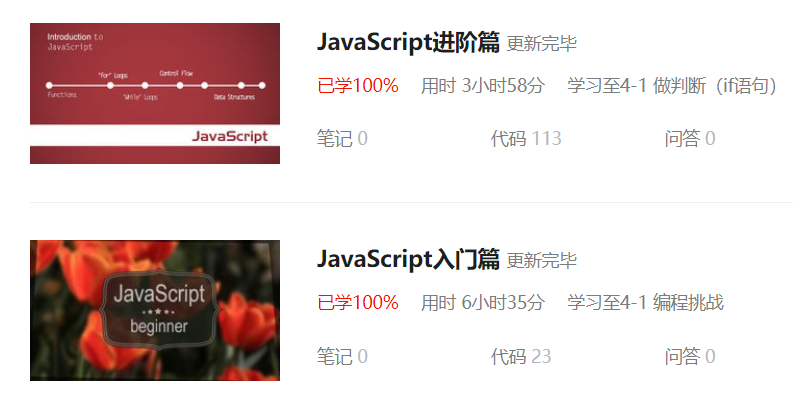 Introduction to
JavaScript
"For" Loops
Control Flow
Functions
"While" Loops
Data Structures
JavaScript
JavaScript进阶篇 更新完毕
已学100% 用时 3小时58分 学习至4-1 做判断（if语句）
笔记 0 代码 113 问答 0
JavaScript
beginner
JavaScript入门篇 更新完毕
已学100% 用时 6小时35分 学习至4-1 编程挑战
笔记 0 代码 23 问答 0